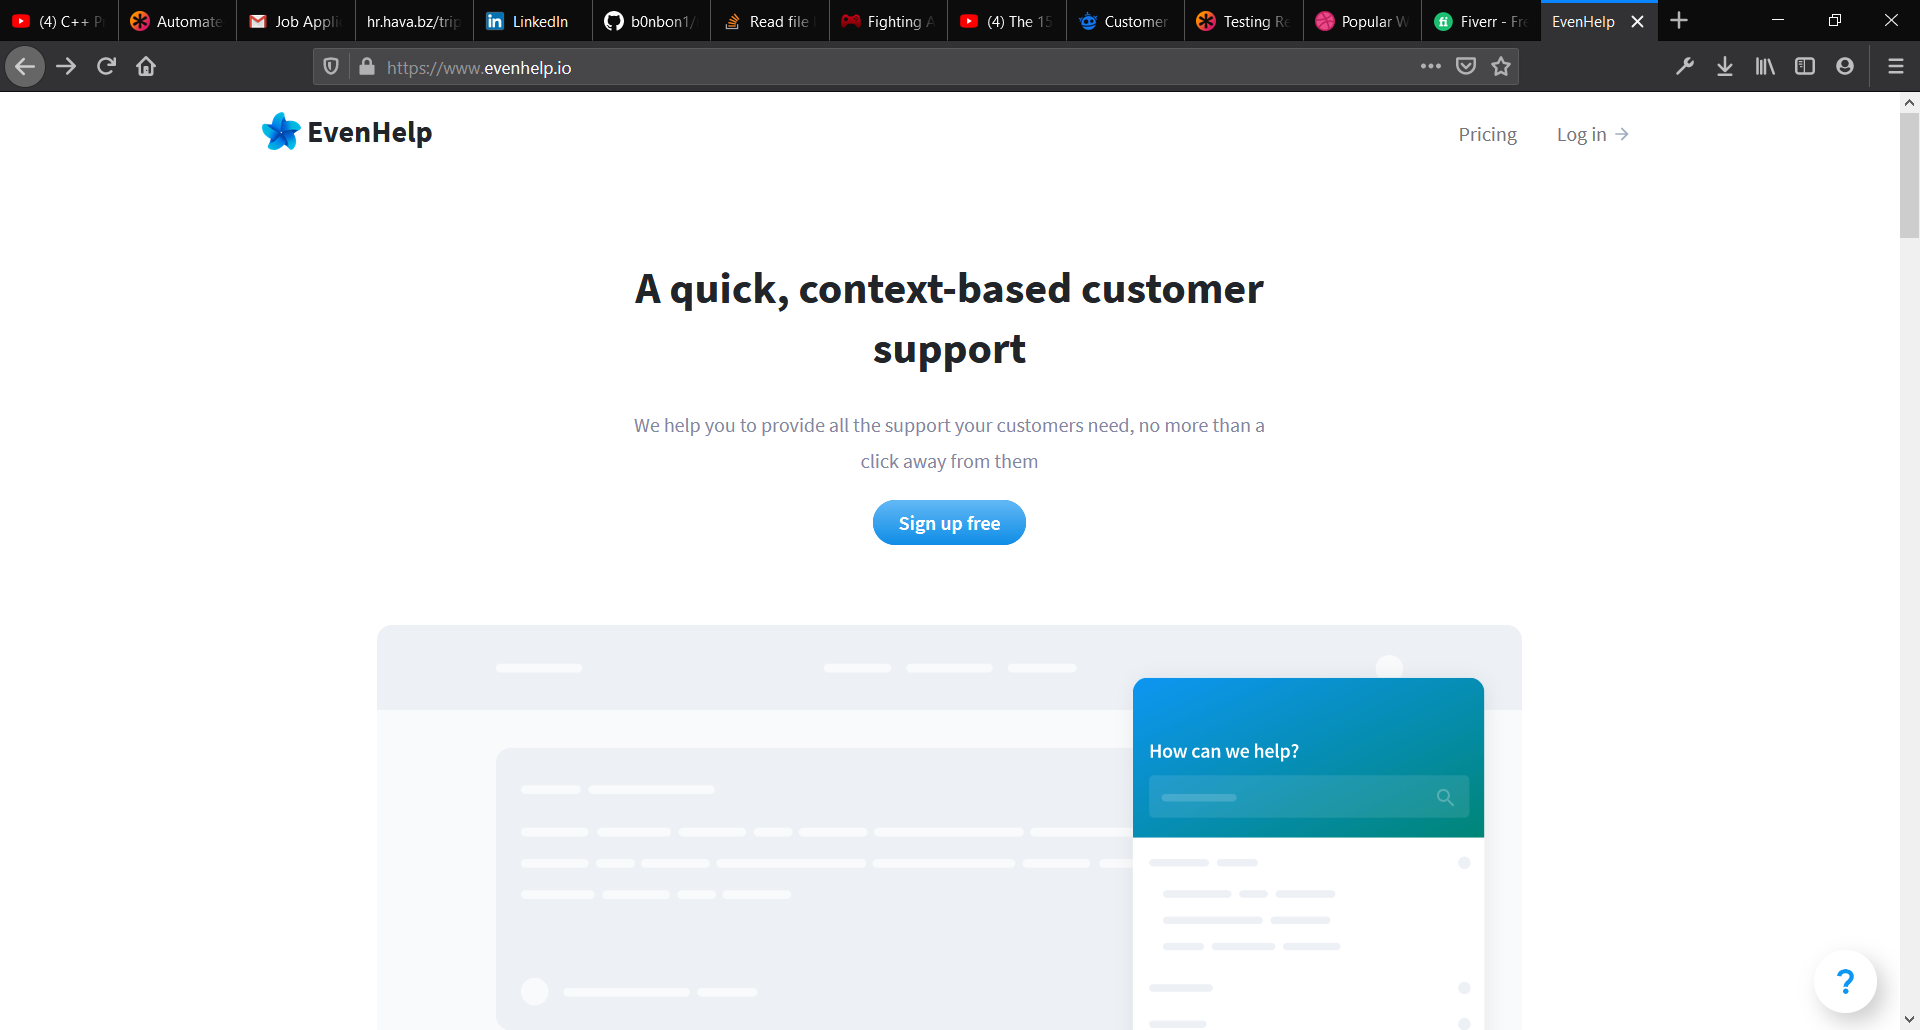 (4) C++ P
Automate
Job Appli
hr.hava.bz/trip
LinkedIn
b0nbon1/
Read file
Fighting A
(4) The 15
Customer
Testing Re
Popular W
Fiverr - Fre
EvenHelp
https://www.evenhelp.io
EvenHelp
Pricing
Log in →
A quick, context-based customer
support
We help you to provide all the support your customers need, no more than a
click away from them
Sign up free
How can we help?
?